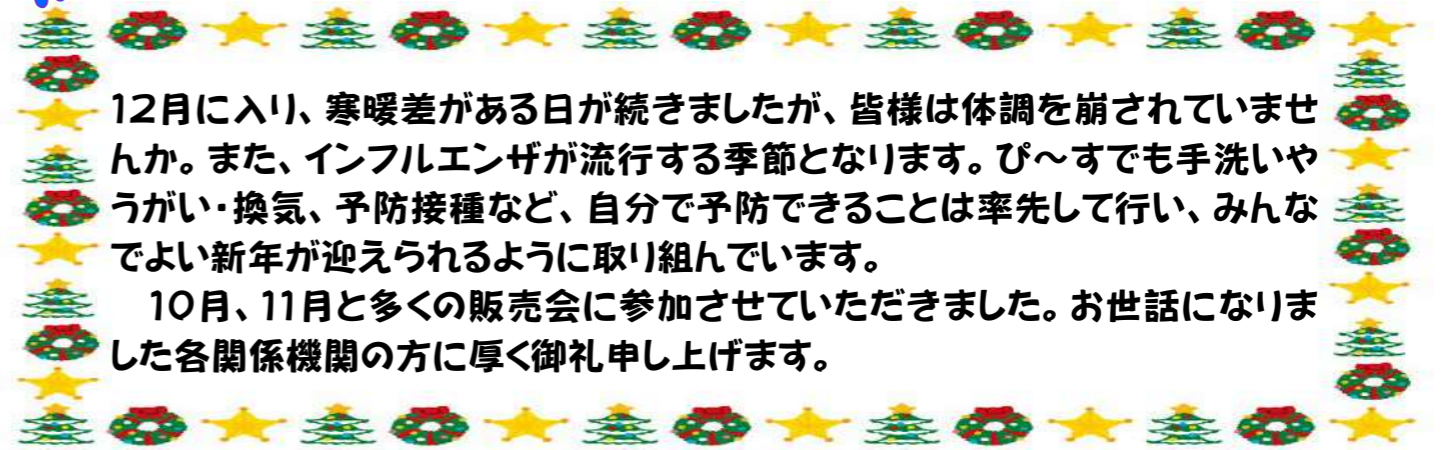 12月に入り、寒暖差がある日が続きましたが、皆様は体調を崩されていませ
んか。また、インフルエンザが流行する季節となります。ぴ～すでも手洗いや
うがい・換気、予防接種など、自分で予防できることは率先して行い、みんな
でよい新年が迎えられるように取り組んでいます。
　10月、11月と多くの販売会に参加させていただきました。お世話になりま
した各関係機関の方に厚く御礼申し上げます。